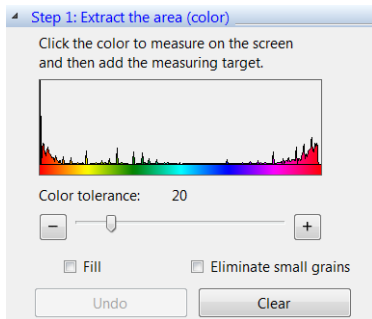 Step 1: Extract the area (color)
Click the color to measure on the screen
and then add the measuring target.
Color tolerance: 20
− +
Fill Eliminate small grains
Undo Clear